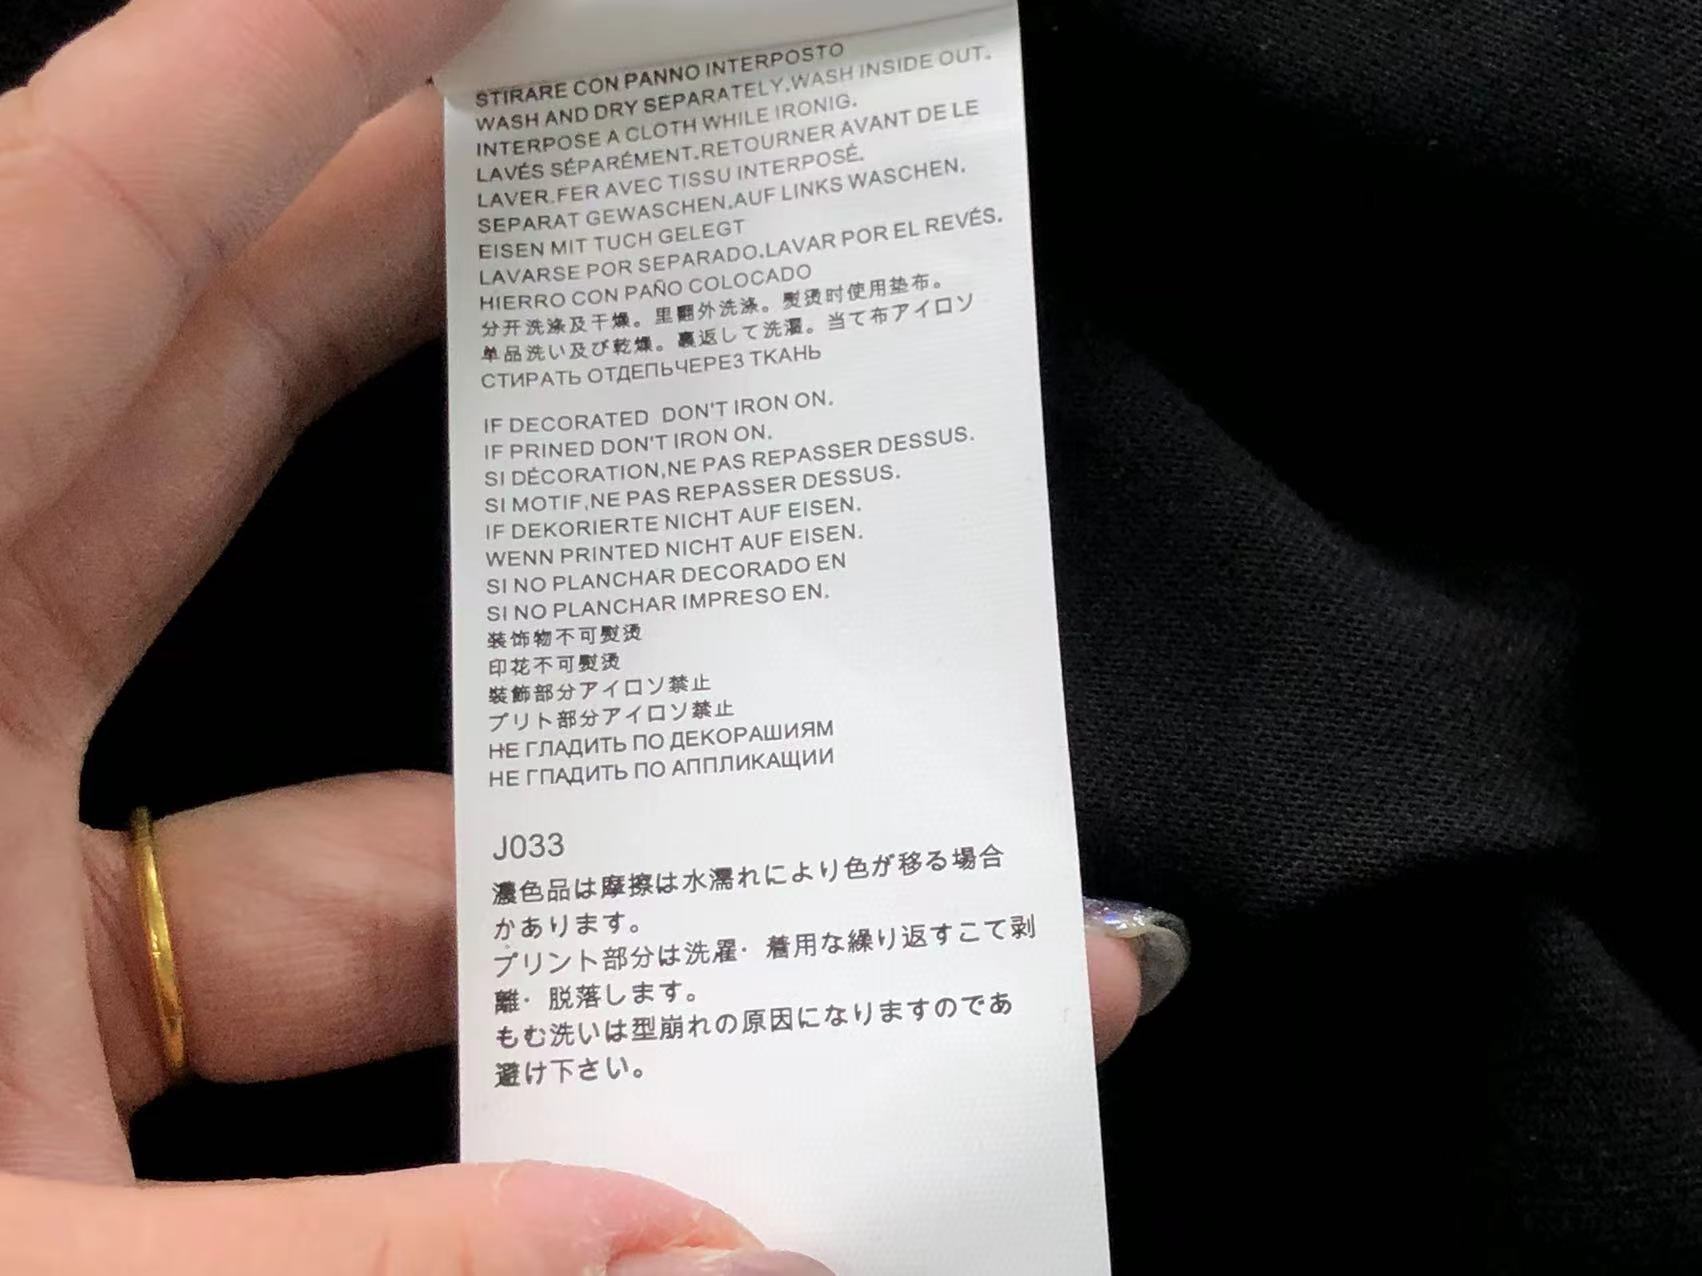 STIRARE CON PANNO INTERPOSTO
WASH AND DRY SEPARATELY.WASH INSIDE OUT.
INTERPOSE A CLOTH WHILE IRONIG.
LAVÉS SÉPARÉMENT.RETOURNER AVANT DE LE
LAVER.FER AVEC TISSU INTERPOSÉ.
SEPARAT GEWASCHEN.AUF LINKS WASCHEN.
EISEN MIT TUCH GELEGT
LAVARSE POR SEPARADO.LAVAR POR EL REVÉS.
HIERRO CON PAÑO COLOCADO
分开洗涤及干燥。里翻外洗涤。熨烫时使用垫布。
单品洗い及び乾燥。裏返して洗濯。当て布アイロソ
СТИРАТЬ ОТДЕПЬЧЕРЕЗ ТКАНЬ
IF DECORATED DON'T IRON ON.
IF PRINED DON'T IRON ON.
SI DÉCORATION,NE PAS REPASSER DESSUS.
SI MOTIF,NE PAS REPASSER DESSUS.
IF DEKORIERTE NICHT AUF EISEN.
WENN PRINTED NICHT AUF EISEN.
SI NO PLANCHAR DECORADO EN
SI NO PLANCHAR IMPRESO EN.
装饰物不可熨烫
印花不可熨烫
裝飾部分アイロソ禁止
プリト部分アイロソ禁止
НЕ ГЛАДИТЬ ПО ДЕКОРАШИЯМ
НЕ ГПАДИТЬ ПО АППЛИКАЩИИ
J033
濃色品は摩擦は水濡れにより色が移る場合
かあります。
プリント部分は洗濯·着用な繰り返すこて剥
離·脱落します。
もむ洗いは型崩れの原因になりますのであ
避け下さい。